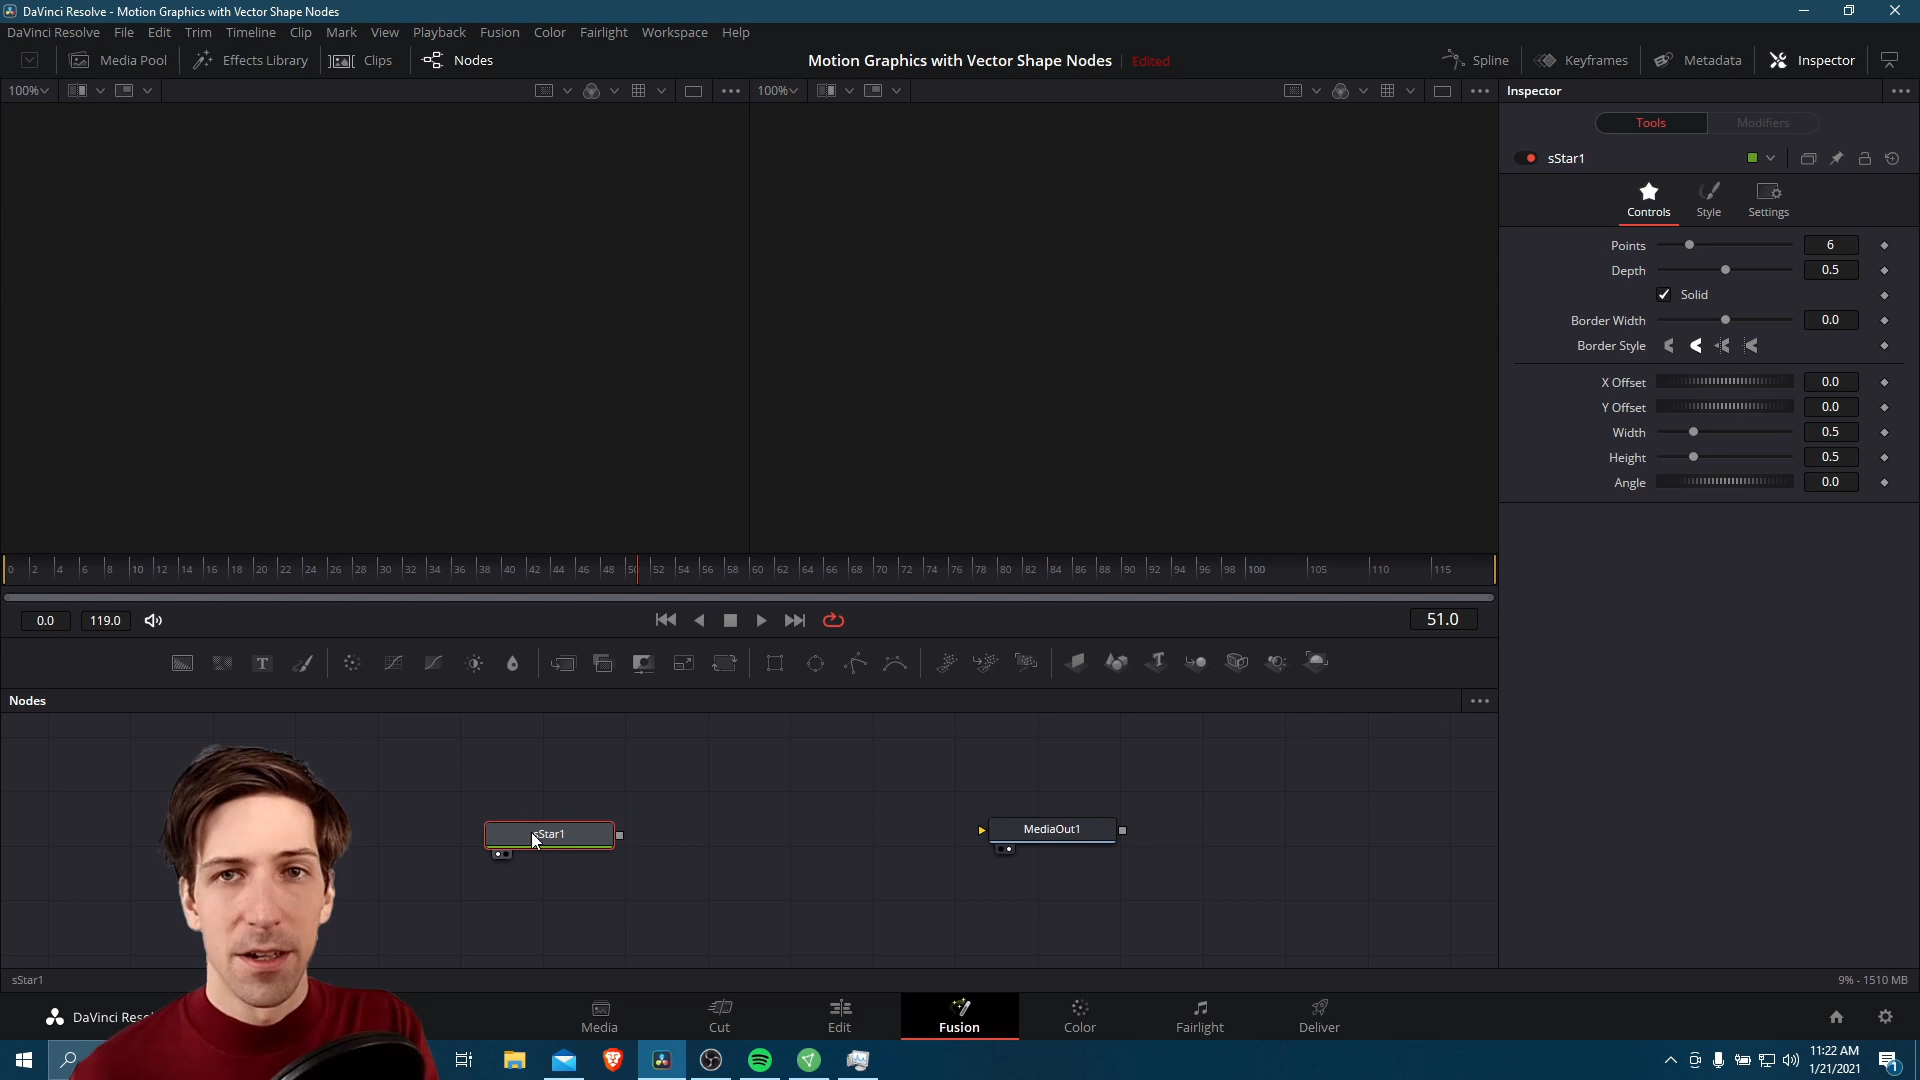 DaVinci Resolve - Motion Graphics with Vector Shape Nodes
DaVinci Resolve File Edit Trim Timeline Clip Mark View Playback Fusion Color Fairlight Workspace Help
Media Pool Effects Library Clips Nodes Motion Graphics with Vector Shape Nodes Edited Spline Keyframes Metadata Inspector
100% 100% Inspector
Tools Modifiers
sStar1
Controls Style Settings
Points 6
Depth 0.5
Solid
Border Width 0.0
Border Style
X Offset 0.0
Y Offset 0.0
Width 0.5
Height 0.5
Angle 0.0
0 2 4 6 8 10 12 14 16 18 20 22 24 26 28 30 32 34 36 38 40 42 44 46 48 50 52 54 56 58 60 62 64 66 68 70 72 74 76 78 80 82 84 86 88 90 92 94 96 98 100 105 110 115
0.0 119.0 51.0
T T
Nodes
sStar1 MediaOut1
sStar1 9% - 1510 MB
DaVinci Reso
Media Cut Edit Fusion Color Fairlight Deliver
11:22 AM
1/21/2021
1